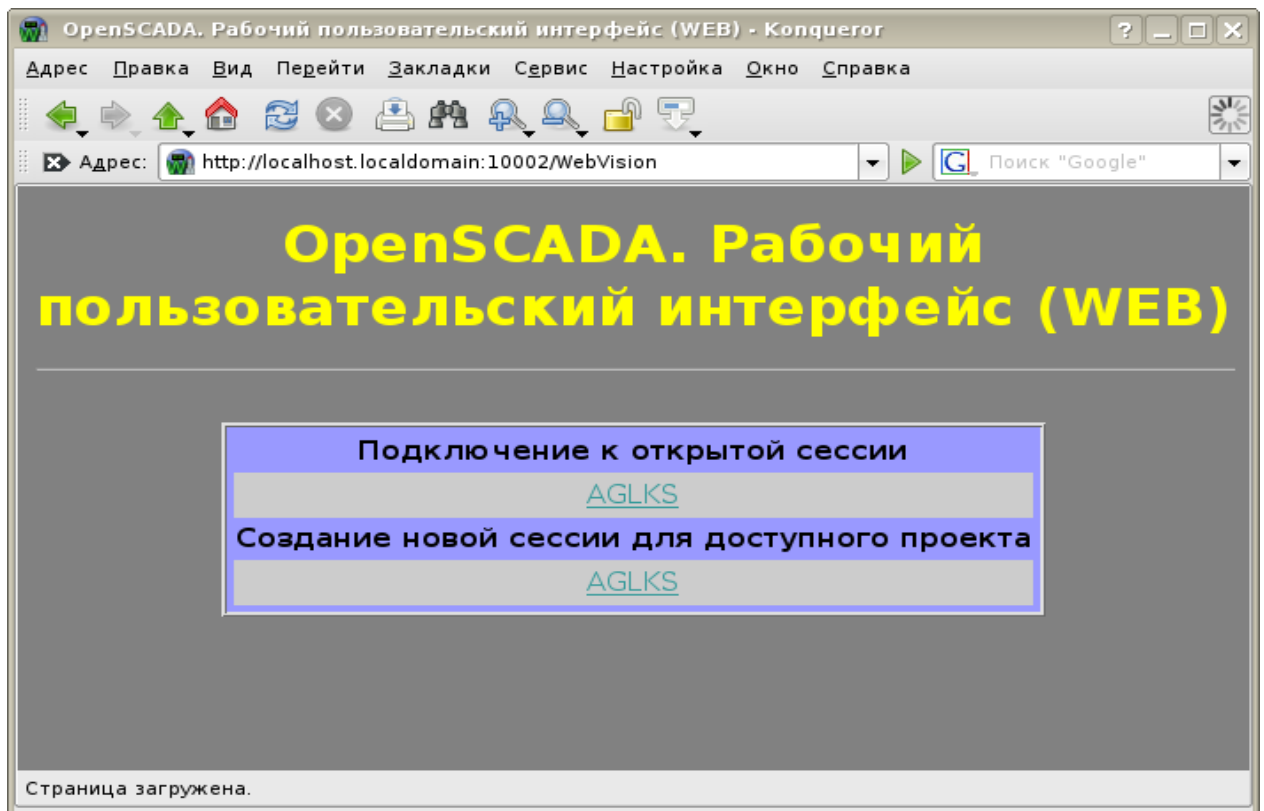 OpenSCADA. Рабочий пользовательский интерфейс (WEB) - Konqueror
Адрес Правка Вид Перейти Закладки Сервис Настройка Окно Справка
Адрес: http://localhost.localdomain:10002/WebVision G Поиск "Google"
OpenSCADA. Рабочий
пользовательский интерфейс (WEB)
Подключение к открытой сессии
AGLKS
Создание новой сессии для доступного проекта
AGLKS
Страница загружена.